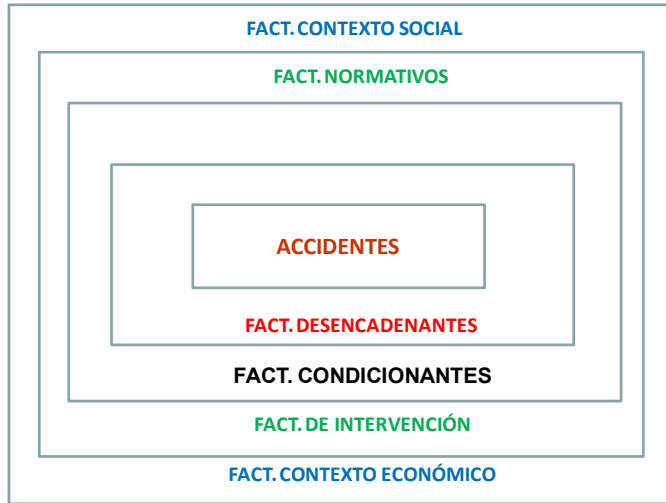 FACT. CONTEXTO SOCIAL
FACT. NORMATIVOS
ACCIDENTES
FACT. DESENCADENANTES
FACT. CONDICIONANTES
FACT. DE INTERVENCIÓN
FACT. CONTEXTO ECONÓMICO